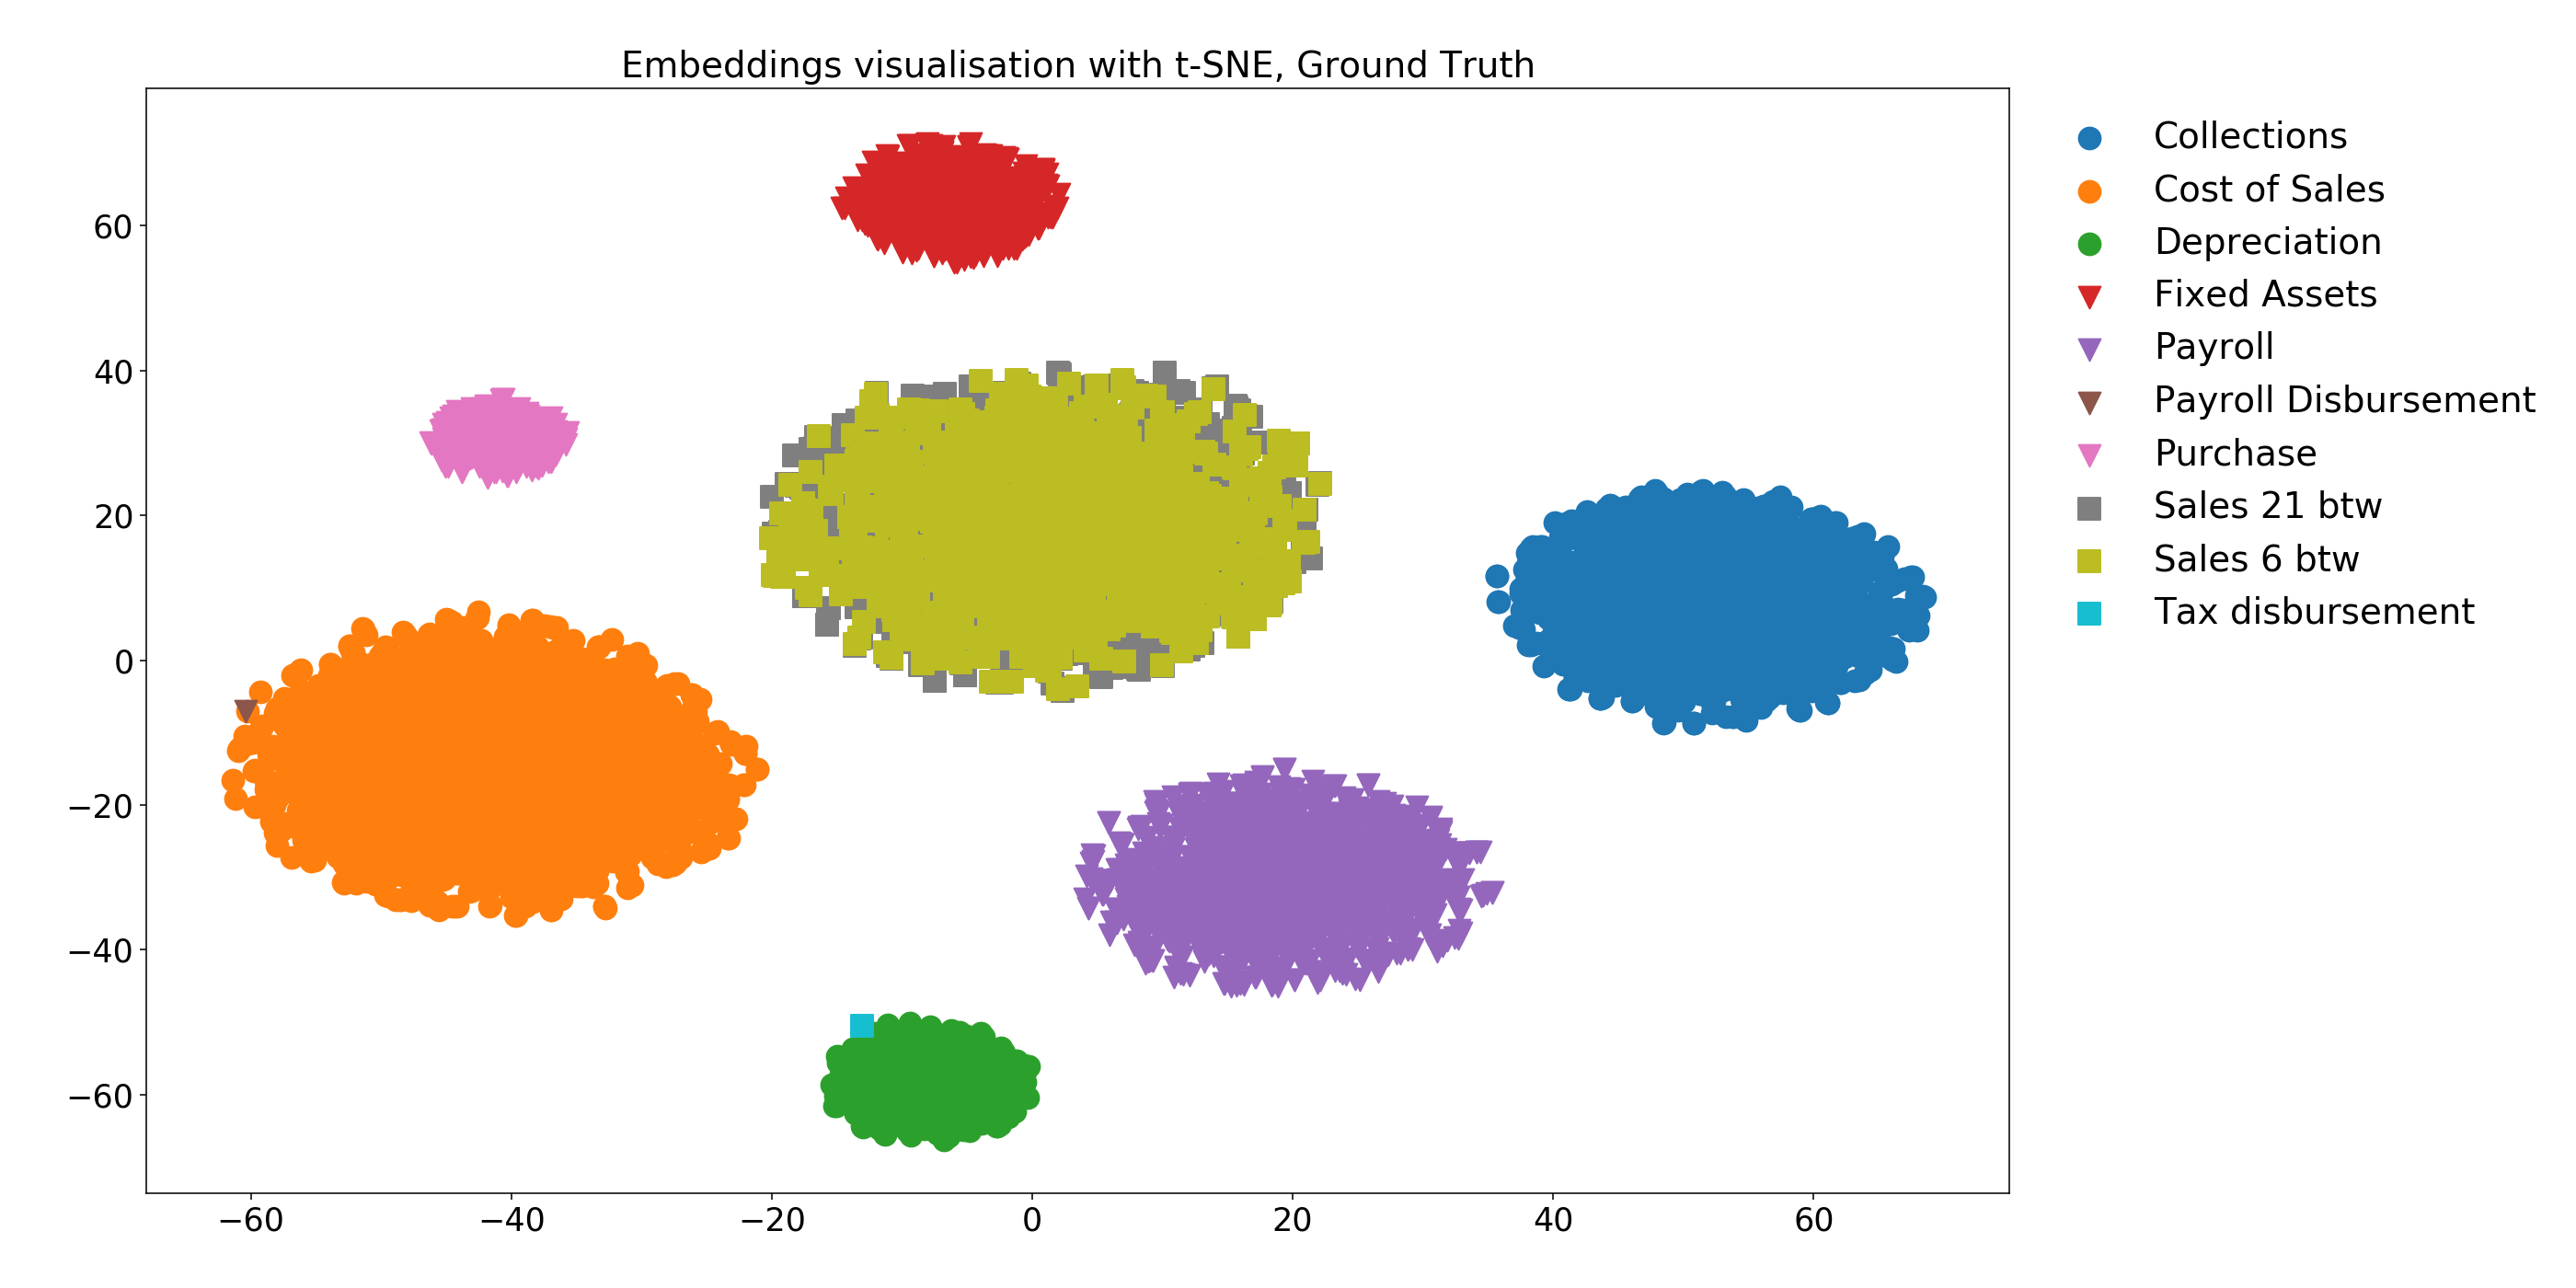 Embeddings visualisation with t-SNE, Ground Truth
Collections
Cost of Sales
Depreciation
Fixed Assets
Payroll
Payroll Disbursement
Purchase
Sales 21 btw
Sales 6 btw
Tax disbursement
60
40
20
0
−20
−40
−60
−60 −40 −20 0 20 40 60